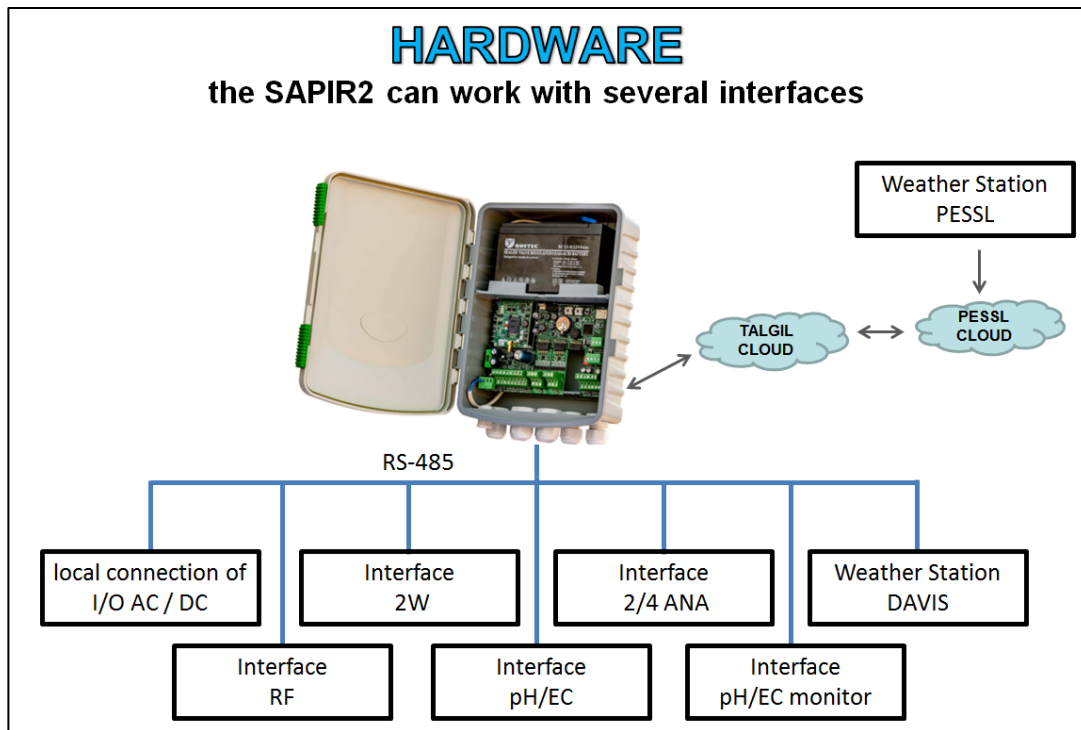 HARDWARE
the SAPIR2 can work with several interfaces
Weather Station
PESSL
TALGIL
CLOUD
PESSL
CLOUD
RS-485
local connection of
I/O AC / DC
Interface
2W
Interface
2/4 ANA
Weather Station
DAVIS
Interface
RF
Interface
pH/EC
Interface
pH/EC monitor